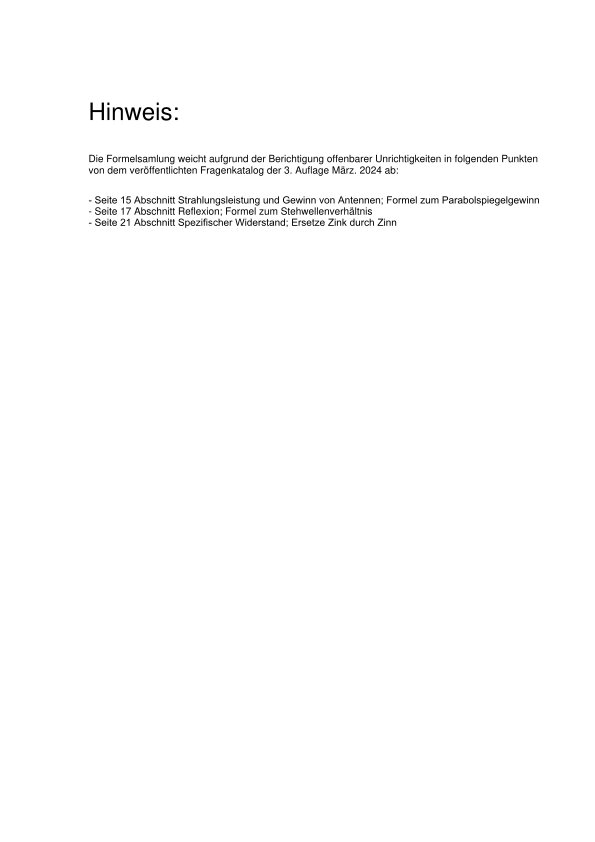 Hinweis:
Die Formelsamlung weicht aufgrund der Berichtigung offenbarer Unrichtigkeiten in folgenden Punkten
von dem veröffentlichten Fragenkatalog der 3. Auflage März. 2024 ab:
- Seite 15 Abschnitt Strahlungsleistung und Gewinn von Antennen; Formel zum Parabolspiegelgewinn
- Seite 17 Abschnitt Reflexion; Formel zum Stehwellenverhältnis
- Seite 21 Abschnitt Spezifischer Widerstand; Ersetze Zink durch Zinn